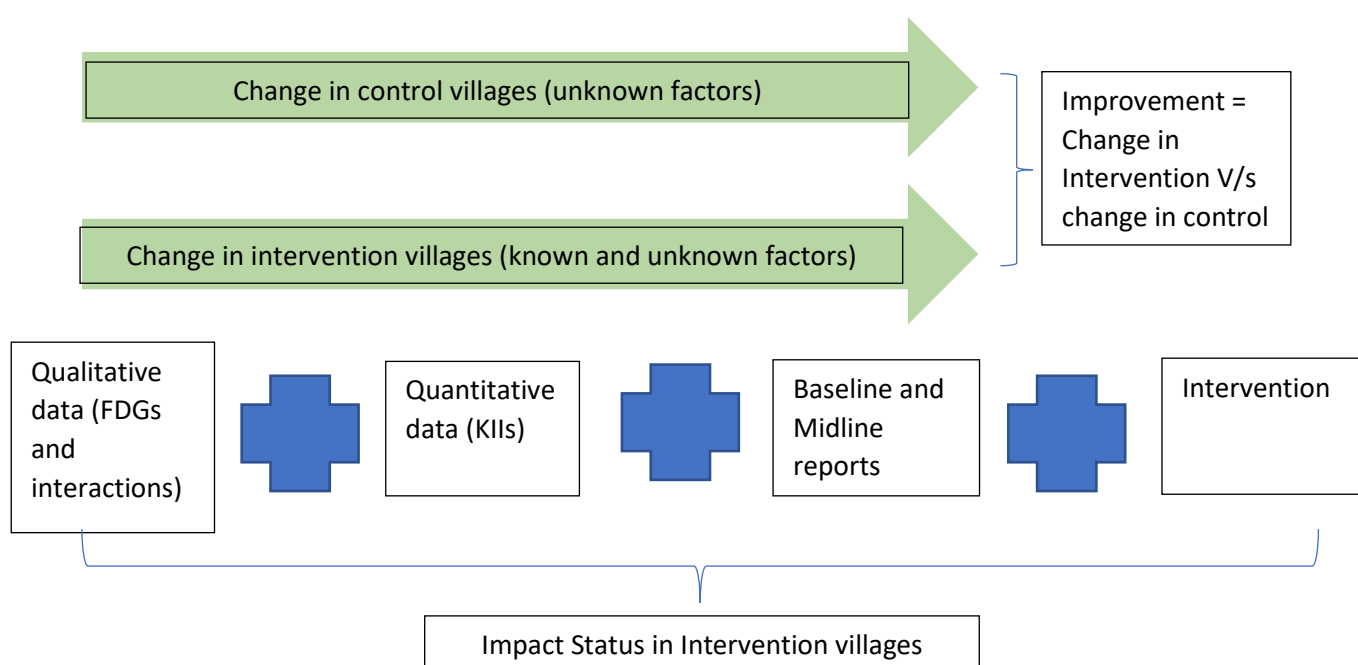 Change in control villages (unknown factors)
Improvement =
Change in
Intervention V/s
change in control
Change in intervention villages (known and unknown factors)
Qualitative
data (FDGs
and
interactions)
Quantitative
data (KIIs)
Baseline and
Midline
reports
Intervention
Impact Status in Intervention villages